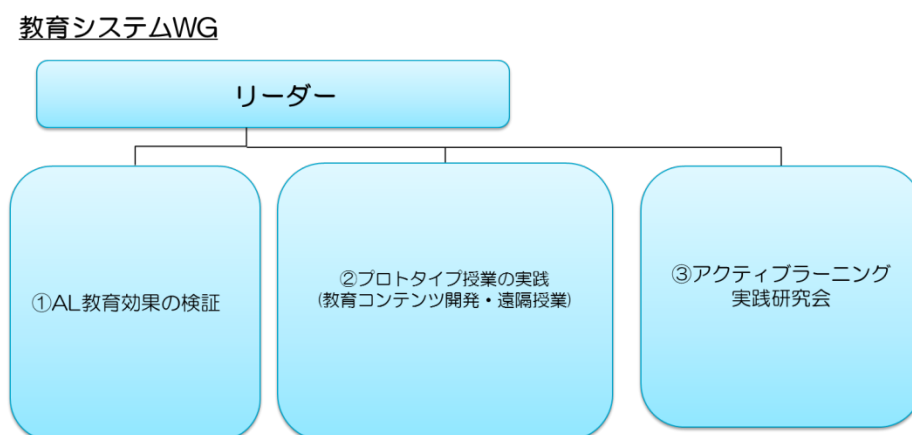 教育システムWG
リーダー
①AL教育効果の検証
②プロトタイプ授業の実践
(教育コンテンツ開発・遠隔授業)
③アクティブラーニング
実践研究会